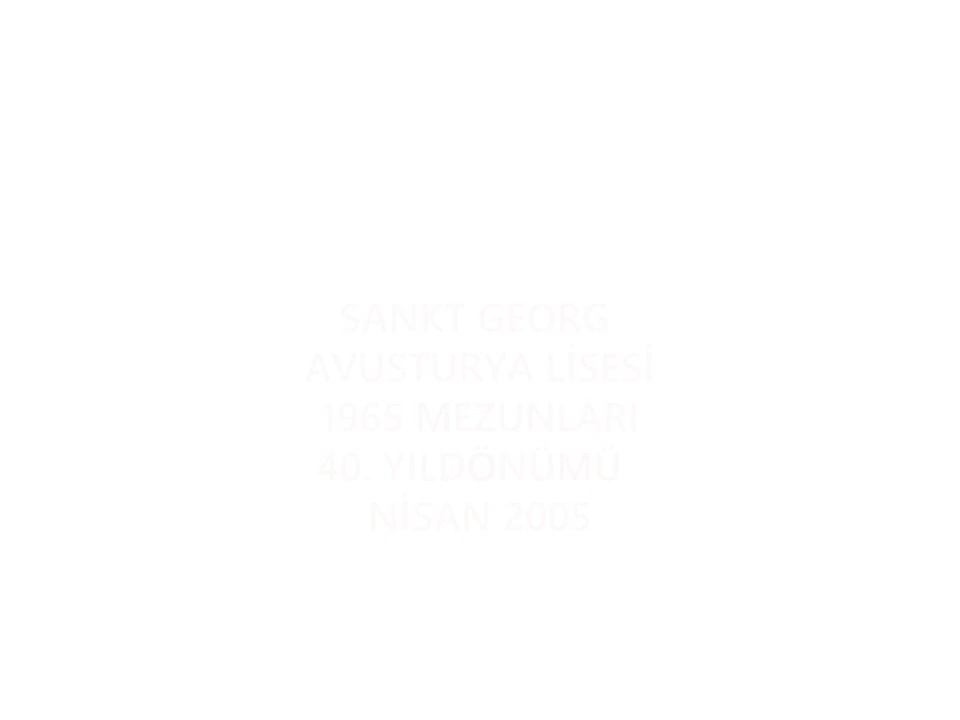 SANKT GEORG
AVUSTURYA LİSESİ
1965 MEZUNLARI
40. YILDÖNÜMÜ
NİSAN 2005